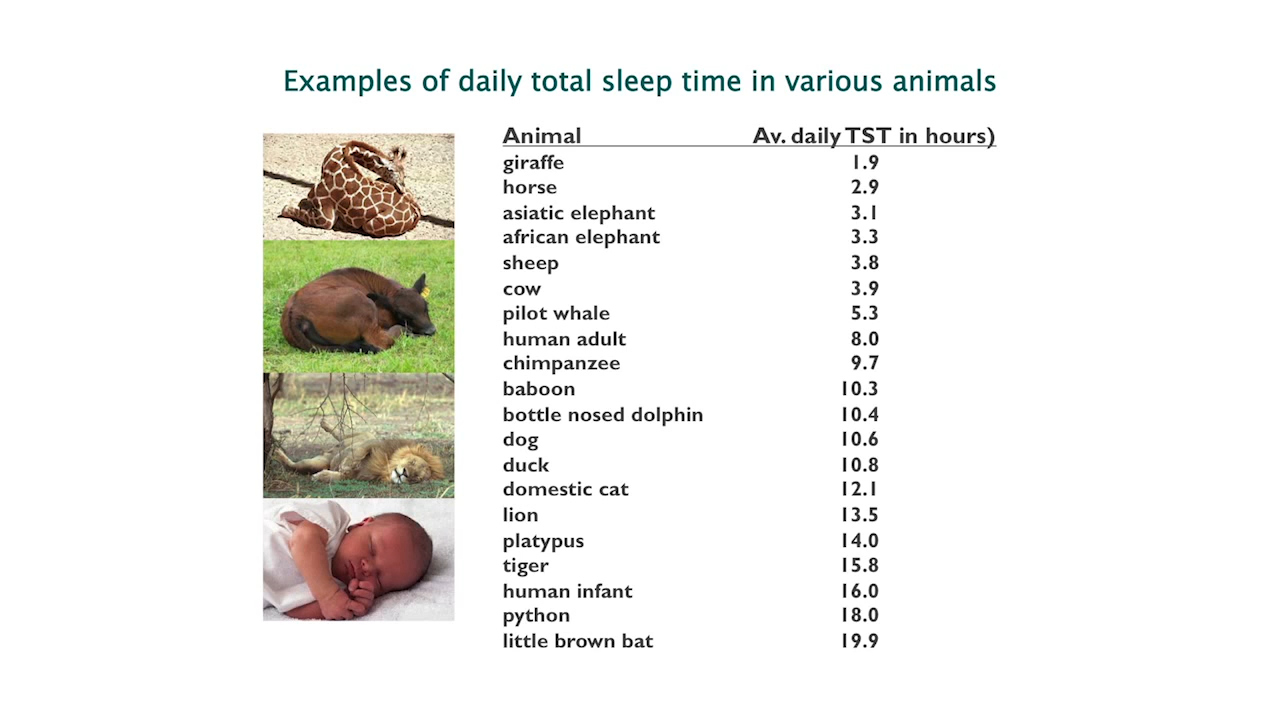 Examples of daily total sleep time in various animals
Animal Av. daily TST in hours)
giraffe 1.9
horse 2.9
asiatic elephant 3.1
african elephant 3.3
sheep 3.8
cow 3.9
pilot whale 5.3
human adult 8.0
chimpanzee 9.7
baboon 10.3
bottle nosed dolphin 10.4
dog 10.6
duck 10.8
domestic cat 12.1
lion 13.5
platypus 14.0
tiger 15.8
human infant 16.0
python 18.0
little brown bat 19.9